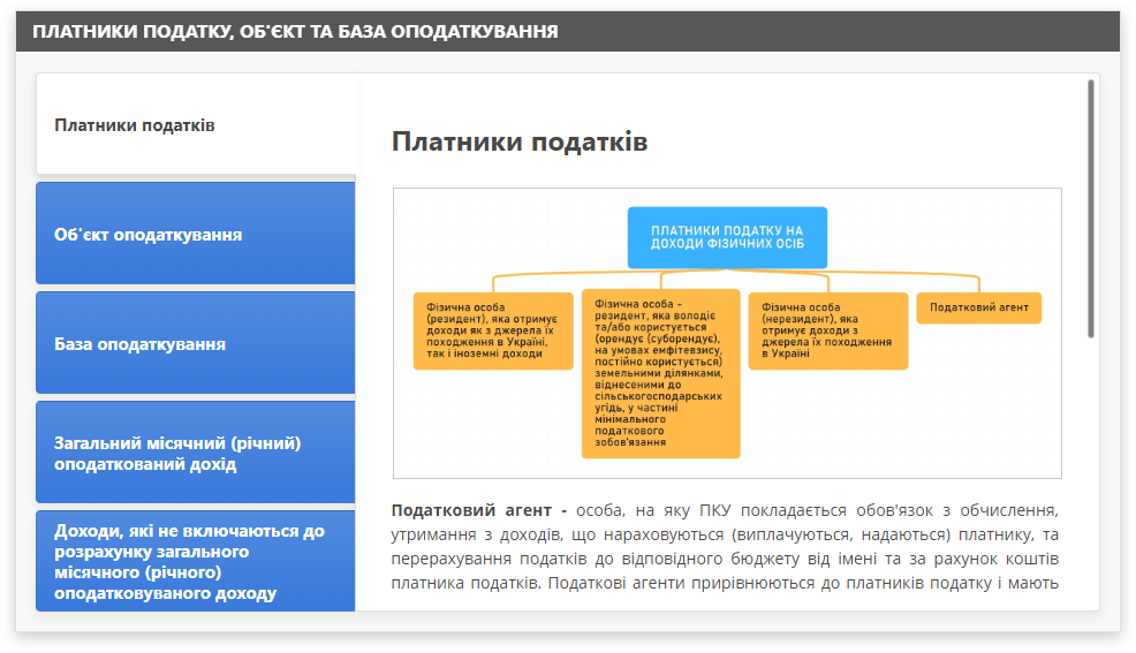 ПЛАТНИКИ ПОДАТКУ, ОБ'ЄКТ ТА БАЗА ОПОДАТКУВАННЯ
Платники податків
Об'єкт оподаткування
База оподаткування
Загальний місячний (річний)
оподаткований дохід
Доходи, які не включаються до
розрахунку загального
місячного (річного)
оподатковуваного доходу
Платники податків
ПЛАТНИКИ ПОДАТКУ НА
ДОХОДИ ФІЗИЧНИХ ОСІБ
Фізична особа
(резидент), яка отримує
доходи як з джерела їх
походження в Україні,
так і іноземні доходи
Фізична особа –
резидент, яка володіє
та/або користується
(орендує (суборендує),
на умовах емфітевзису,
постійно користується)
земельними ділянками,
віднесеними до
сільськогосподарських
угідь, у частині
мінімального
податкового
зобов'язання
Фізична особа
(нерезидент), яка
отримує доходи з
джерела їх походження
в Україні
Податковий агент
Податковий агент - особа, на яку ПКУ покладається обов'язок з обчислення,
утримання з доходів, що нараховуються (виплачуються, надаються) платнику, та
перерахування податків до відповідного бюджету від імені та за рахунок коштів
платника податків. Податкові агенти прирівнюються до платників податку і мають